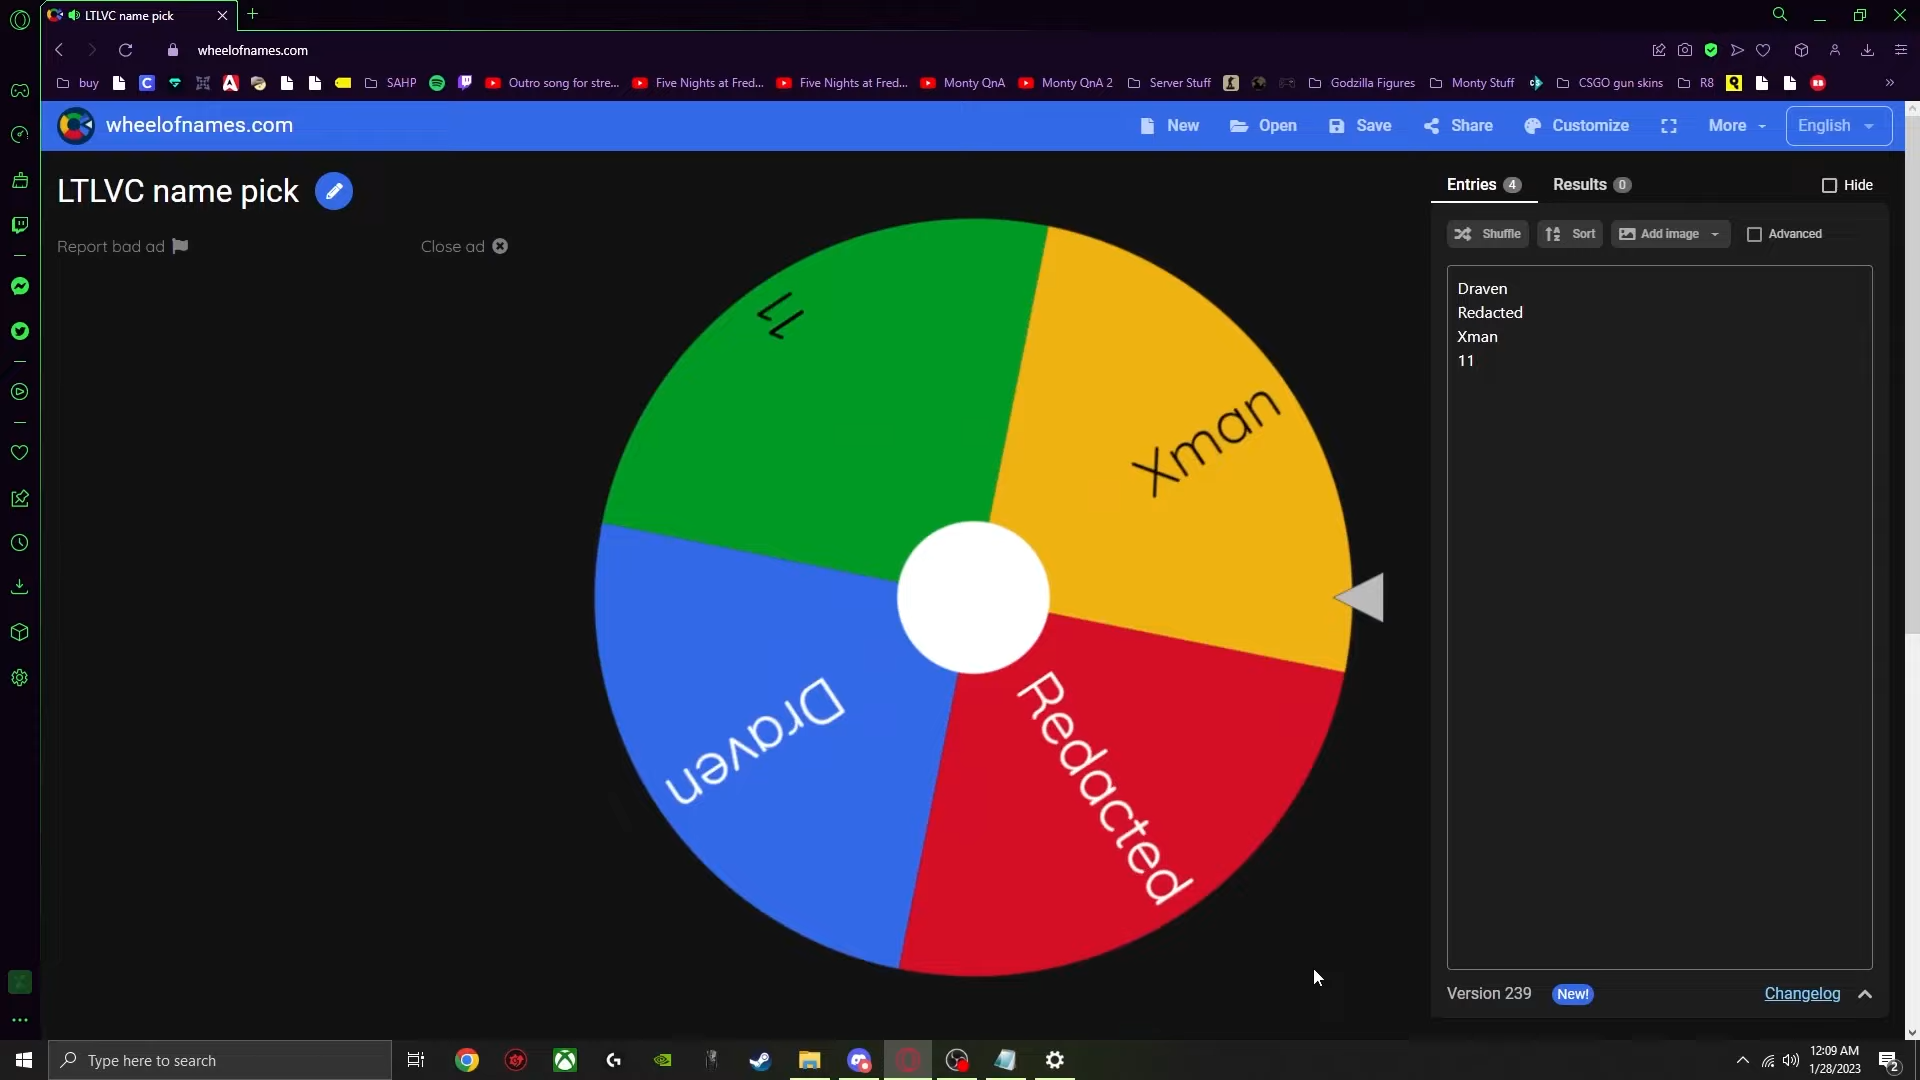 LTLVC name pick
wheelofnames.com
buy
SAHP
Outro song for stre...
Five Nights at Fred...
Five Nights at Fred...
Monty QnA
Monty QnA 2
Server Stuff
Godzilla Figures
Monty Stuff
CSGO gun skins
R8
wheelofnames.com
New
Open
Save
Share
Customize
More
English
LTLVC name pick
Report bad ad
Close ad
Entries 4
Results 0
Hide
Shuffle
Sort
Add image
Advanced
Draven
Redacted
Xman
11
11
Xman
Draven
Redacted
Version 239
New!
Changelog
Type here to search
12:09 AM
1/28/2023
2